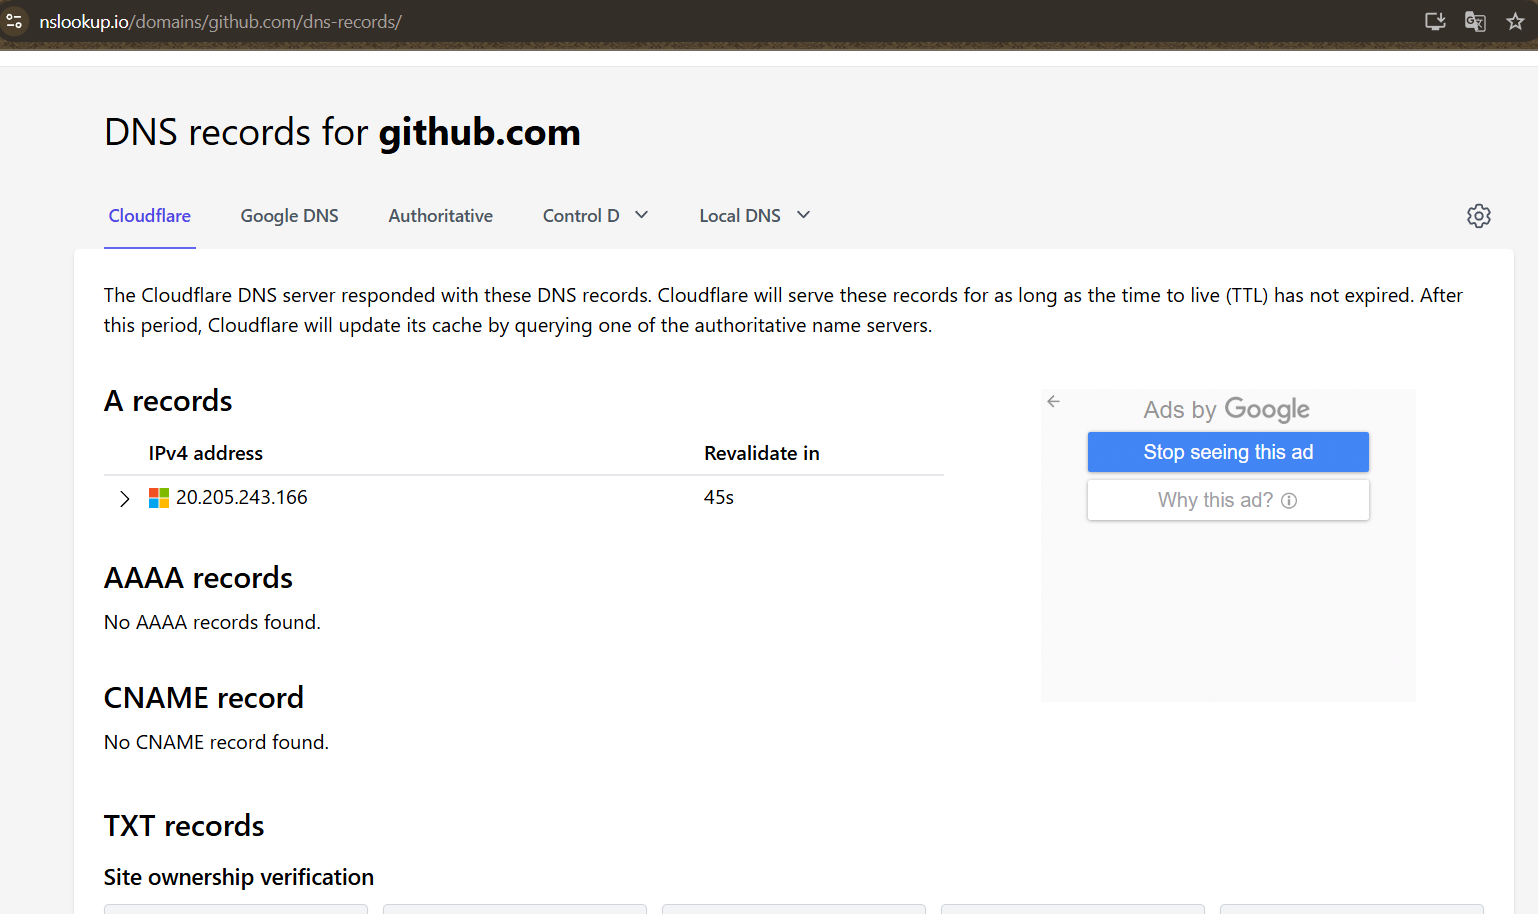 nslookup.io/domains/github.com/dns-records/
DNS records for github.com
Cloudflare Google DNS Authoritative Control D Local DNS
The Cloudflare DNS server responded with these DNS records. Cloudflare will serve these records for as long as the time to live (TTL) has not expired. After
this period, Cloudflare will update its cache by querying one of the authoritative name servers.
A records
IPv4 address Revalidate in
20.205.243.166 45s
Ads by Google
Stop seeing this ad
Why this ad?
AAAA records
No AAAA records found.
CNAME record
No CNAME record found.
TXT records
Site ownership verification